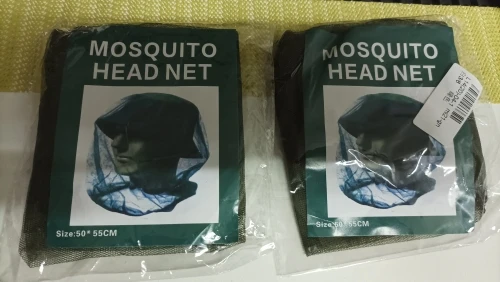 MOSQUITO
HEAD NET
Size:50* 55CM
MOSQUITO
HEAD NET